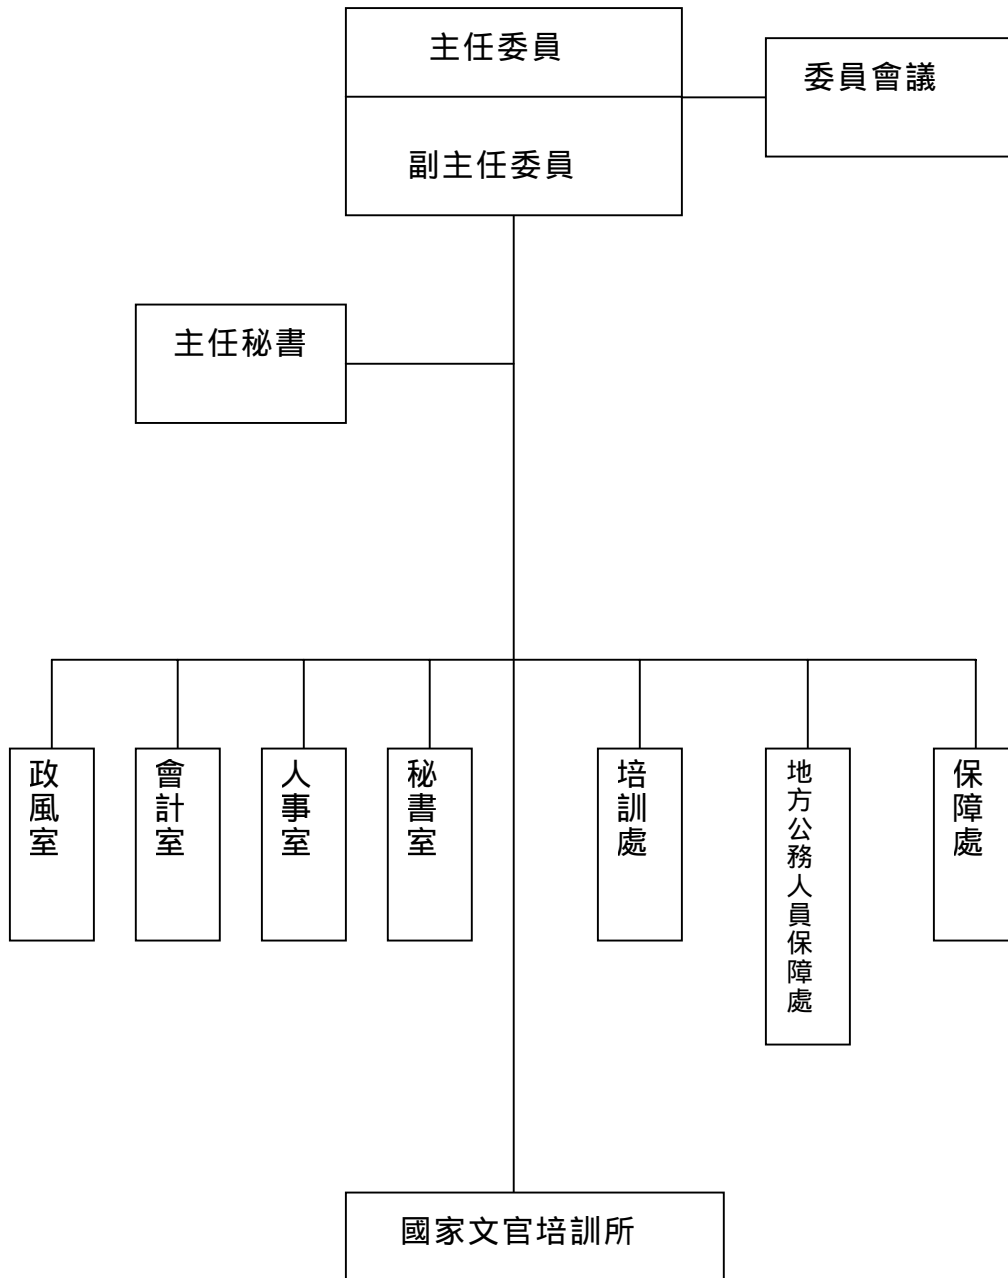 主任委員
委員會議
副主任委員
主任秘書
政風室
會計室
人事室
秘書室
培訓處
地方公務人員保障處
保障處
國家文官培訓所